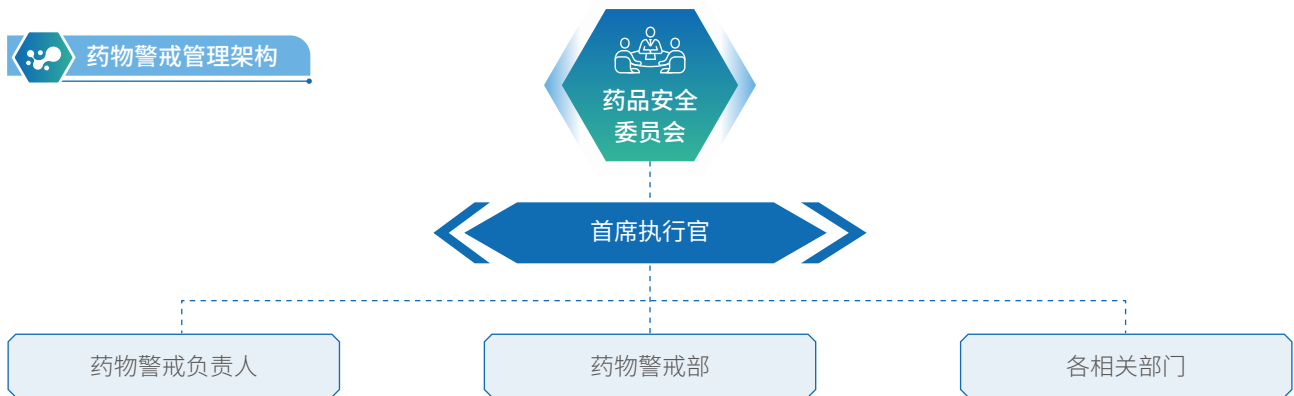 药物警戒管理架构
药品安全
委员会
首席执行官
药物警戒负责人
药物警戒部
各相关部门